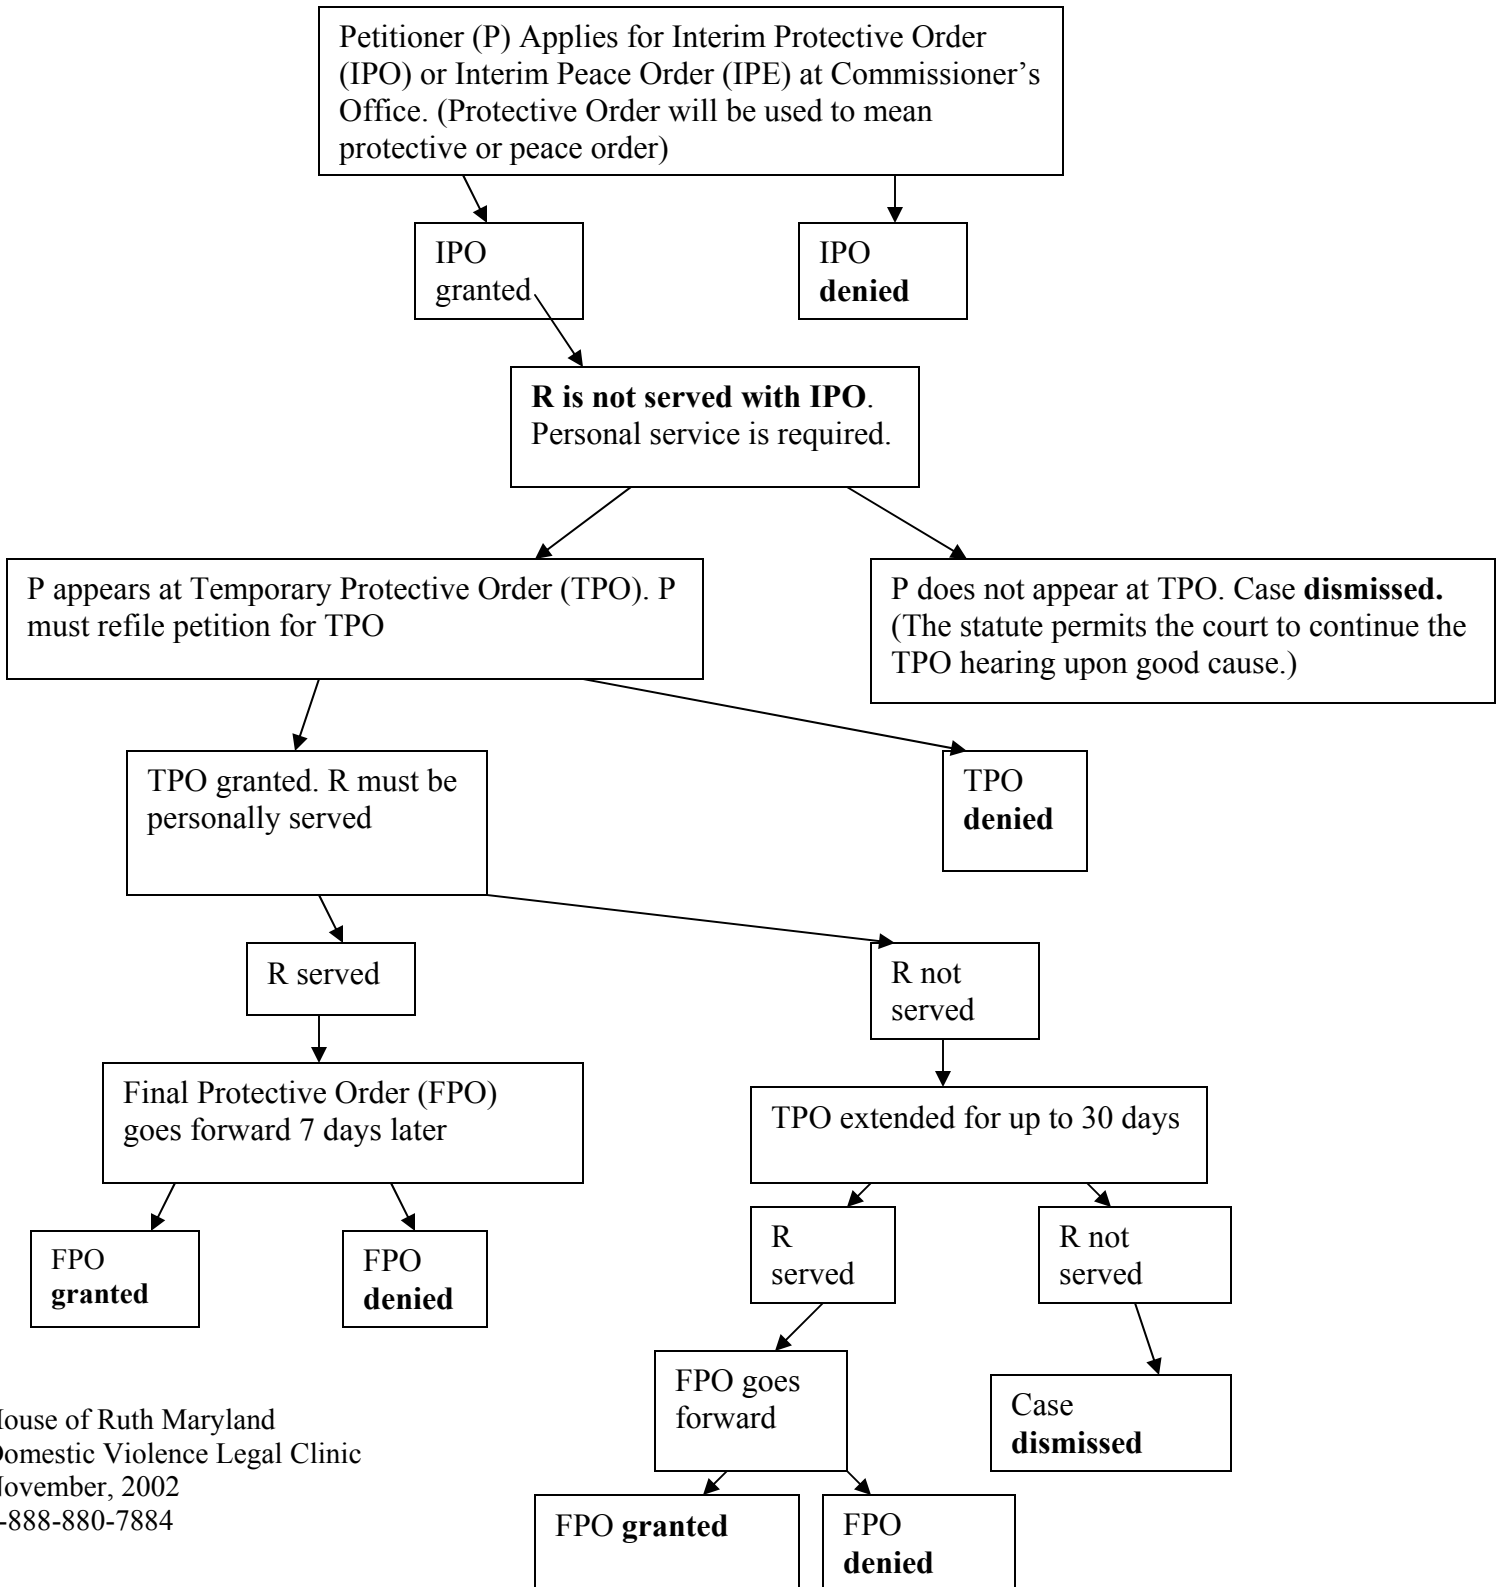 Petitioner (P) Applies for Interim Protective Order
(IPO) or Interim Peace Order (IPE) at Commissioner’s
Office. (Protective Order will be used to mean
protective or peace order)
IPO
granted
IPO
denied
R is not served with IPO.
Personal service is required.
P appears at Temporary Protective Order (TPO). P
must refile petition for TPO
P does not appear at TPO. Case dismissed.
(The statute permits the court to continue the
TPO hearing upon good cause.)
TPO granted. R must be
personally served
TPO
denied
R served
R not
served
Final Protective Order (FPO)
goes forward 7 days later
TPO extended for up to 30 days
FPO
granted
FPO
denied
R
served
R not
served
FPO goes
forward
Case
dismissed
FPO granted
FPO
denied
House of Ruth Maryland
Domestic Violence Legal Clinic
November, 2002
-888-880-7884